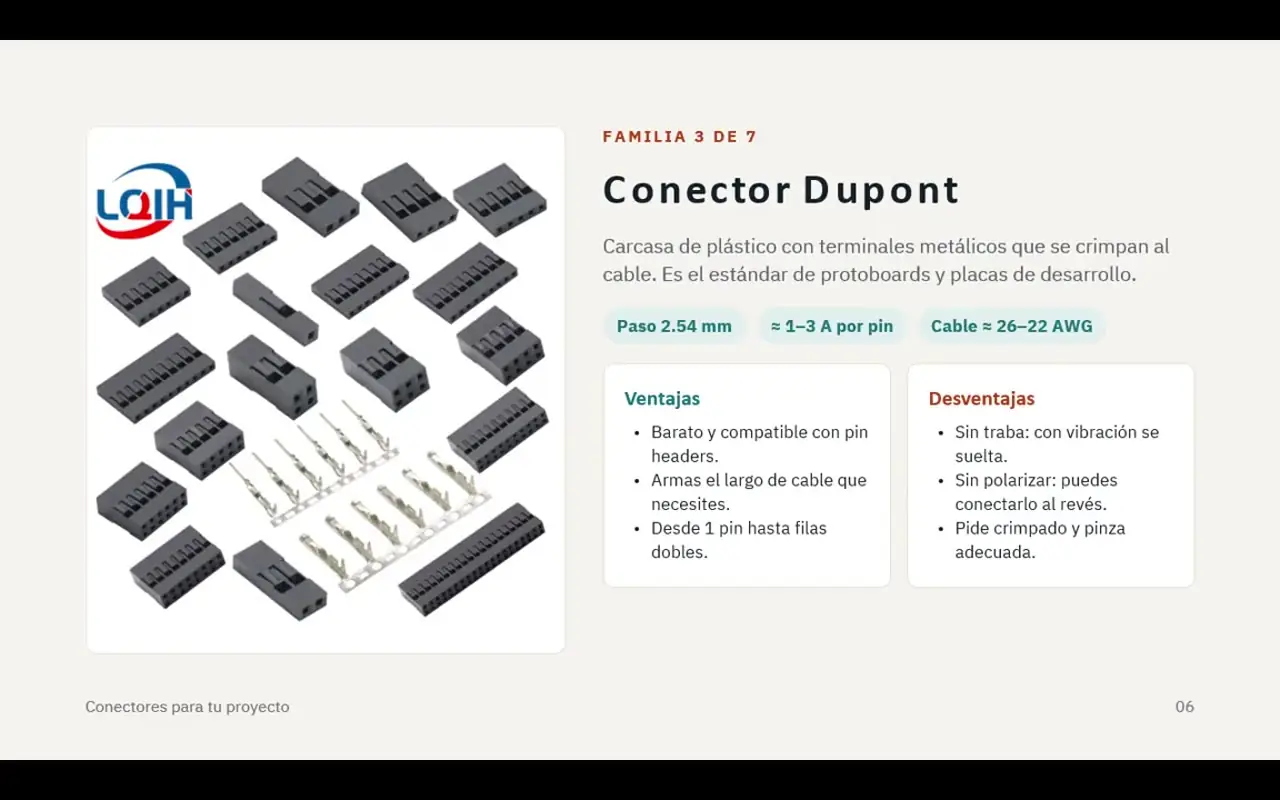 LQIH
FAMILIA 3 DE 7
Conector Dupont
Carcasa de plástico con terminales metálicos que se crimpan al
cable. Es el estándar de protoboards y placas de desarrollo.
Paso 2.54 mm
≈ 1–3 A por pin
Cable ≈ 26–22 AWG
Ventajas
• Barato y compatible con pin
headers.
• Armas el largo de cable que
necesites.
• Desde 1 pin hasta filas
dobles.
Desventajas
• Sin traba: con vibración se
suelta.
• Sin polarizar: puedes
conectarlo al revés.
• Pide crimpado y pinza
adecuada.
Conectores para tu proyecto
06